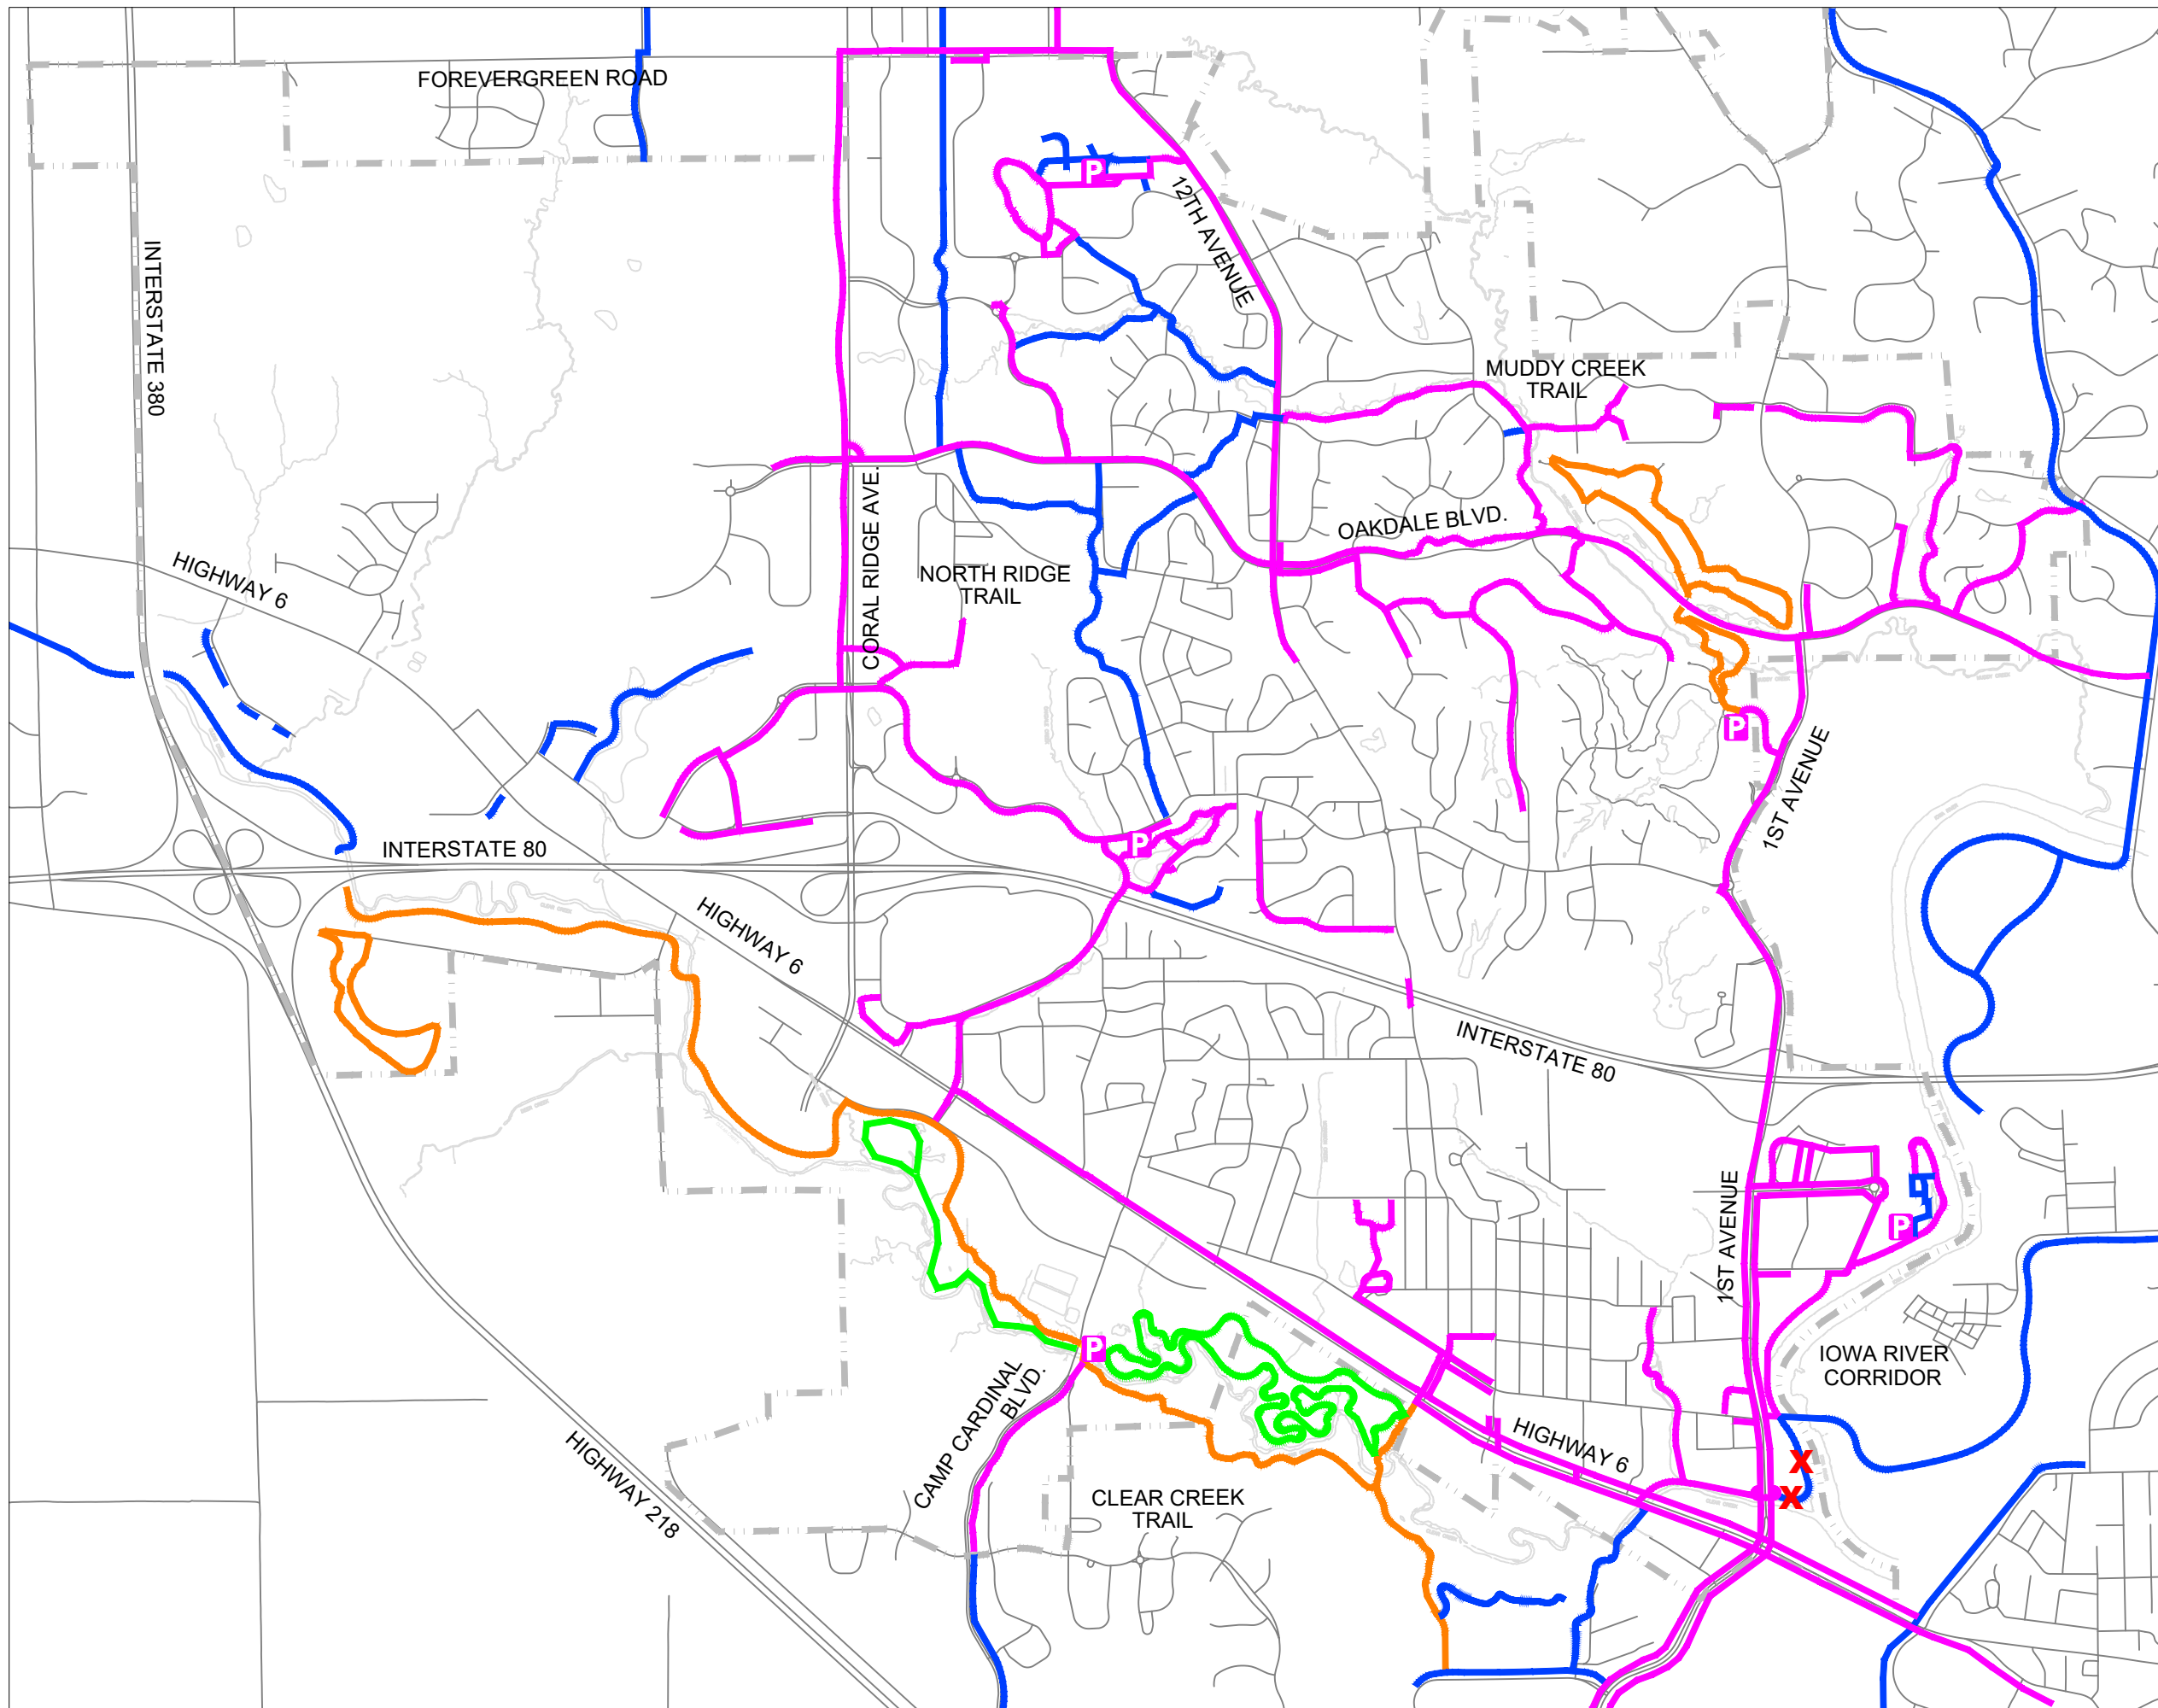 FOREVERGREEN ROAD
P
12TH AVENUE
INTERSTATE 380
MUDDY CREEK
TRAIL
CORAL RIDGE AVE.
OAKDALE BLVD.
HIGHWAY 6
NORTH RIDGE
TRAIL
P
1ST AVENUE
INTERSTATE 80
P
HIGHWAY 6
INTERSTATE 80
1ST AVENUE
P
P
IOWA RIVER
CORRIDOR
CAMP CARDINAL
BLVD.
HIGHWAY 6
HIGHWAY 218
CLEAR CREEK
TRAIL
X
X